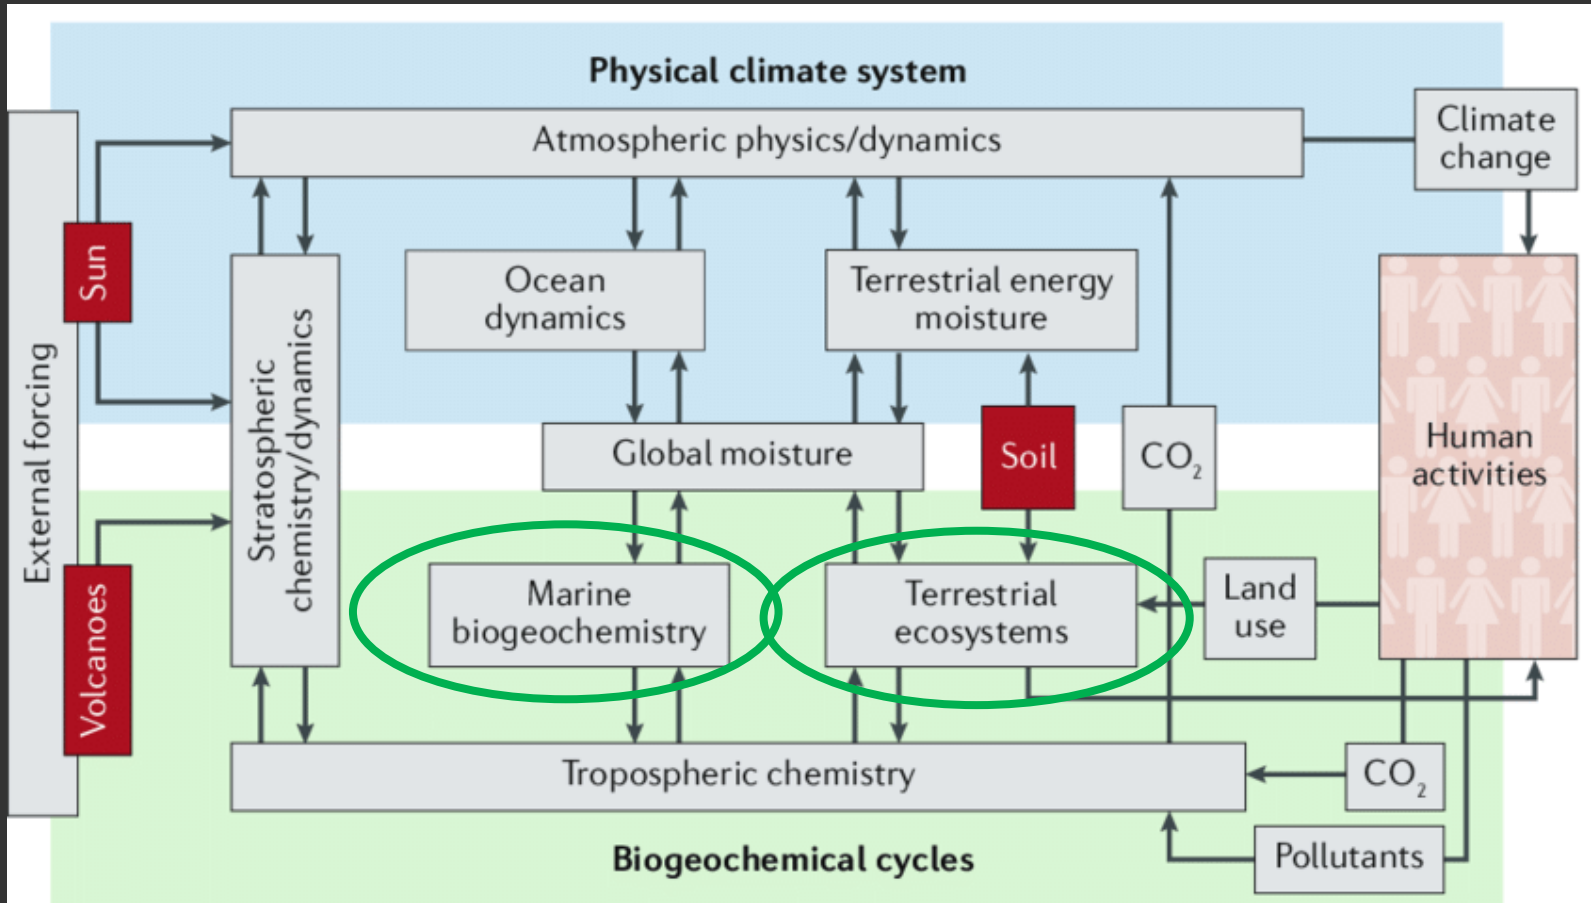 Physical climate system
Atmospheric physics/dynamics
Climate
change
External forcing
Sun
Volcanoes
Stratospheric
chemistry/dynamics
Ocean
dynamics
Terrestrial energy
moisture
Global moisture
Soil
CO₂
Human
activities
Marine
biogeochemistry
Terrestrial
ecosystems
Land
use
Tropospheric chemistry
CO₂
Pollutants
Biogeochemical cycles